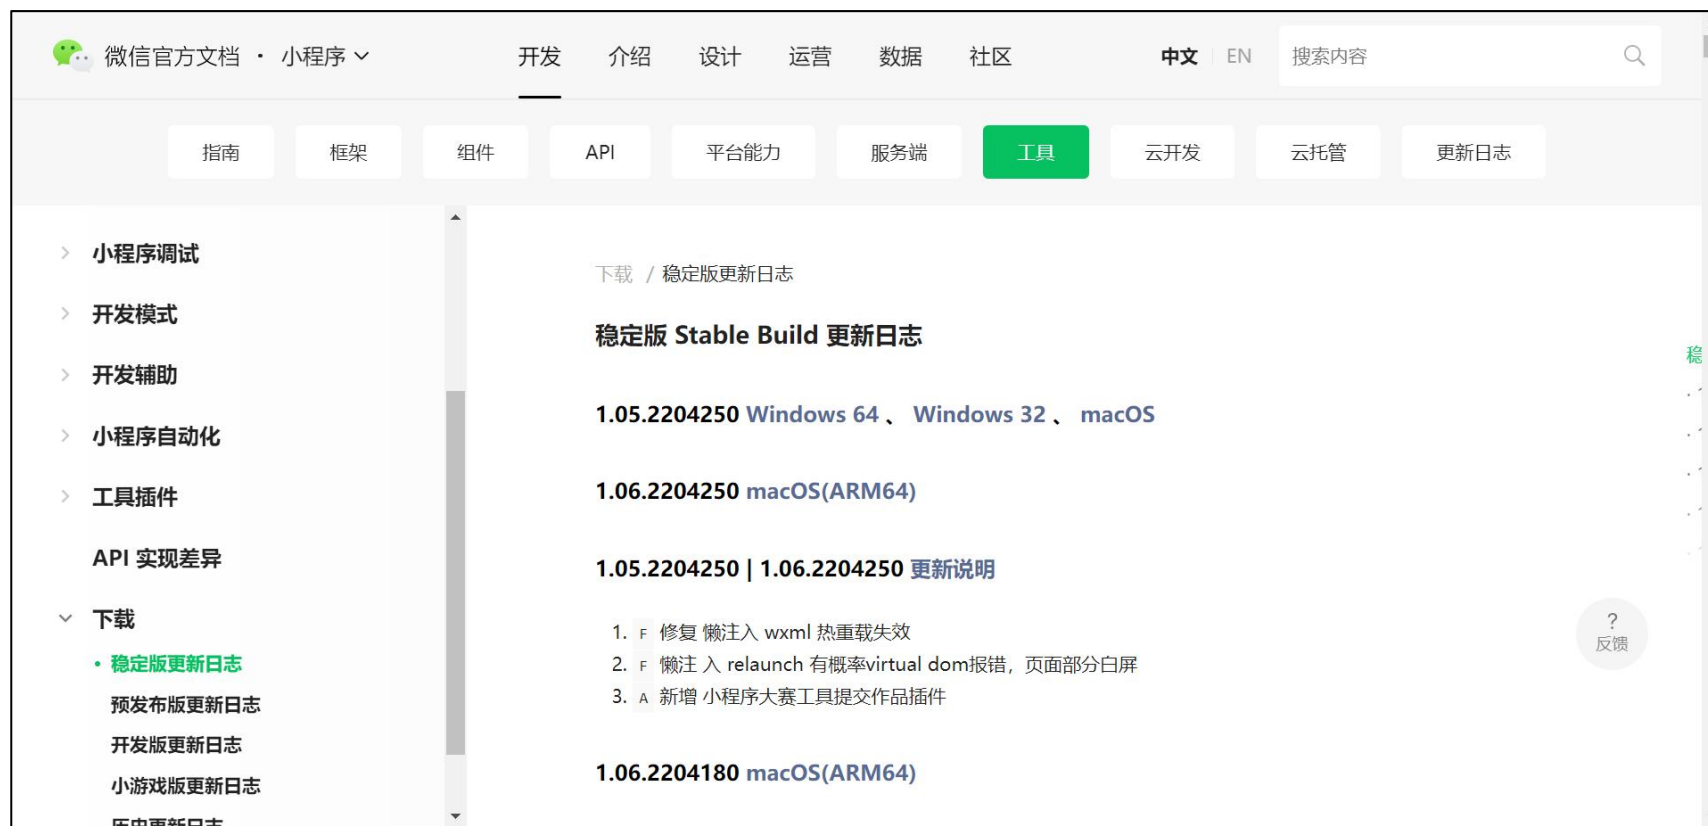 微信官方文档 · 小程序 开发 介绍 设计 运营 数据 社区 中文 EN 搜索内容
指南 框架 组件 API 平台能力 服务端 工具 云开发 云托管 更新日志
小程序调试
开发模式
开发辅助
小程序自动化
工具插件
API 实现差异
下载
• 稳定版更新日志
预发布版更新日志
开发版更新日志
小游戏版更新日志
历史更新日志
下载 / 稳定版更新日志
稳定版 Stable Build 更新日志
1.05.2204250 Windows 64 、 Windows 32 、 macOS
1.06.2204250 macOS(ARM64)
1.05.2204250 | 1.06.2204250 更新说明
1. F 修复 懒注入 wxml 热重载失效
2. F 懒注 入 relaunch 有概率virtual dom报错，页面部分白屏
3. A 新增 小程序大赛工具提交作品插件
1.06.2204180 macOS(ARM64)
稳
?
反馈